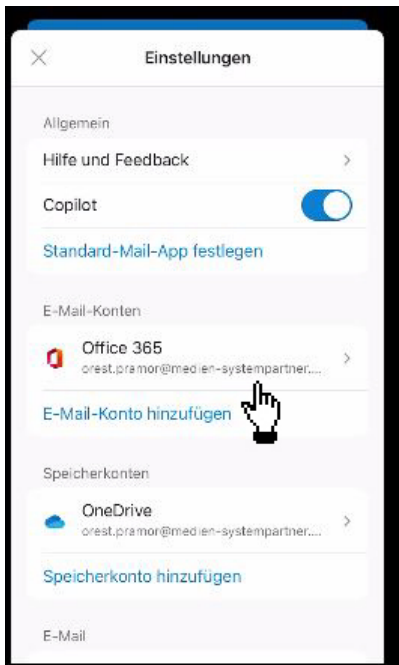 Einstellungen
Allgemein
Hilfe und Feedback
Copilot
Standard-Mail-App festlegen
E-Mail-Konten
Office 365
orest.pramor@medien-systempartner....
E-Mail-Konto hinzufügen
Speicherkonten
OneDrive
orest.pramor@medien-systempartner....
Speicherkonto hinzufügen
E-Mail